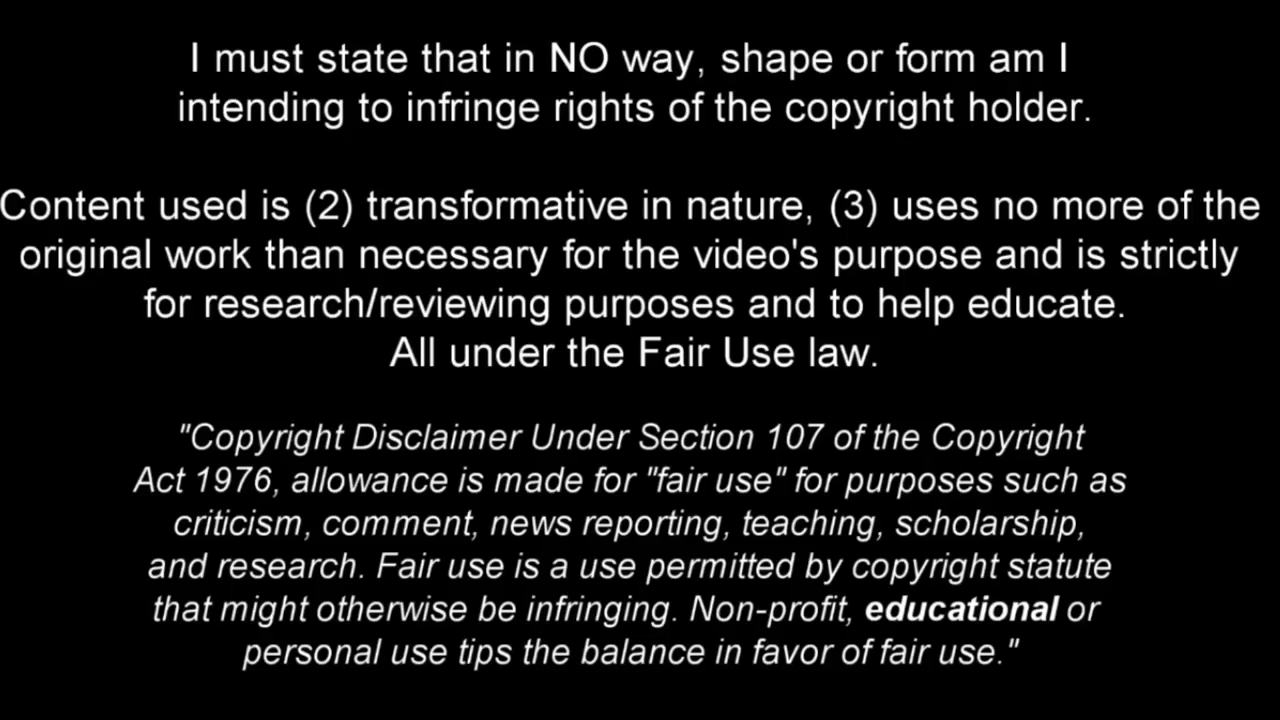 I must state that in NO way, shape or form am I
intending to infringe rights of the copyright holder.
Content used is (2) transformative in nature, (3) uses no more of the
original work than necessary for the video's purpose and is strictly
for research/reviewing purposes and to help educate.
All under the Fair Use law.
"Copyright Disclaimer Under Section 107 of the Copyright
Act 1976, allowance is made for "fair use" for purposes such as
criticism, comment, news reporting, teaching, scholarship,
and research. Fair use is a use permitted by copyright statute
that might otherwise be infringing. Non-profit, educational or
personal use tips the balance in favor of fair use."